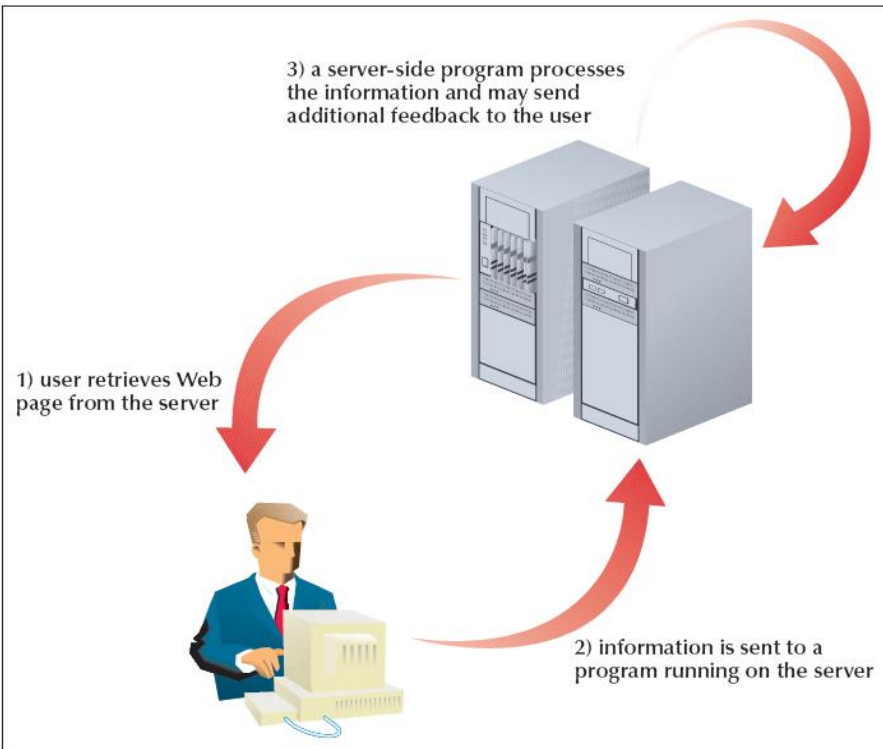 3) a server-side program processes
the information and may send
additional feedback to the user
1) user retrieves Web
page from the server
2) information is sent to a
program running on the server